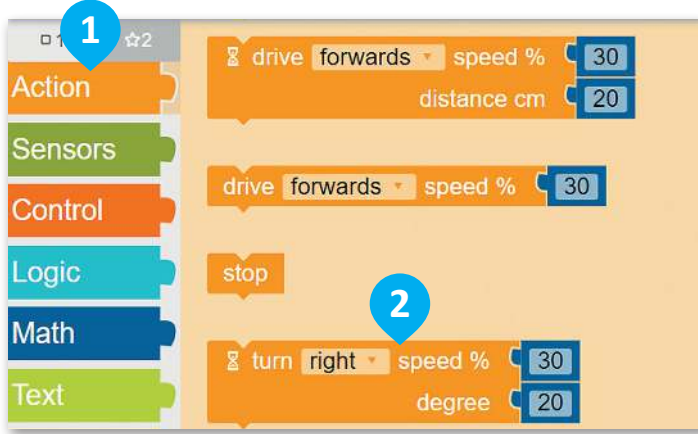 1
☆2
Action
Sensors
Control
Logic
Math
Text
drive forwards speed % 30
distance cm 20
drive forwards speed % 30
stop
2
turn right speed % 30
degree 20